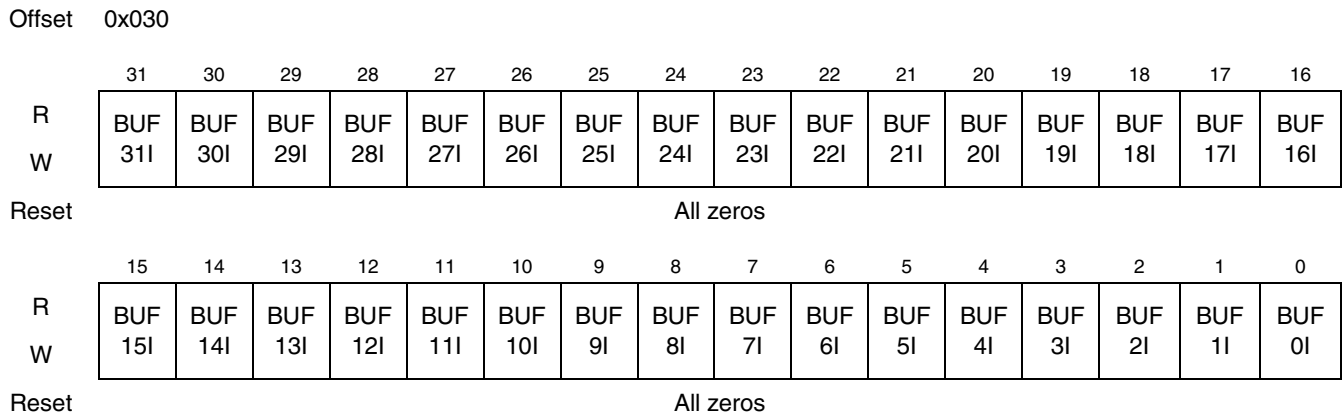 Offset 0x030
31 30 29 28 27 26 25 24 23 22 21 20 19 18 17 16
R BUF BUF BUF BUF BUF BUF BUF BUF BUF BUF BUF BUF BUF BUF BUF BUF
W 31I 30I 29I 28I 27I 26I 25I 24I 23I 22I 21I 20I 19I 18I 17I 16I
Reset All zeros
15 14 13 12 11 10 9 8 7 6 5 4 3 2 1 0
R BUF BUF BUF BUF BUF BUF BUF BUF BUF BUF BUF BUF BUF BUF BUF BUF
W 15I 14I 13I 12I 11I 10I 9I 8I 7I 6I 5I 4I 3I 2I 1I 0I
Reset All zeros